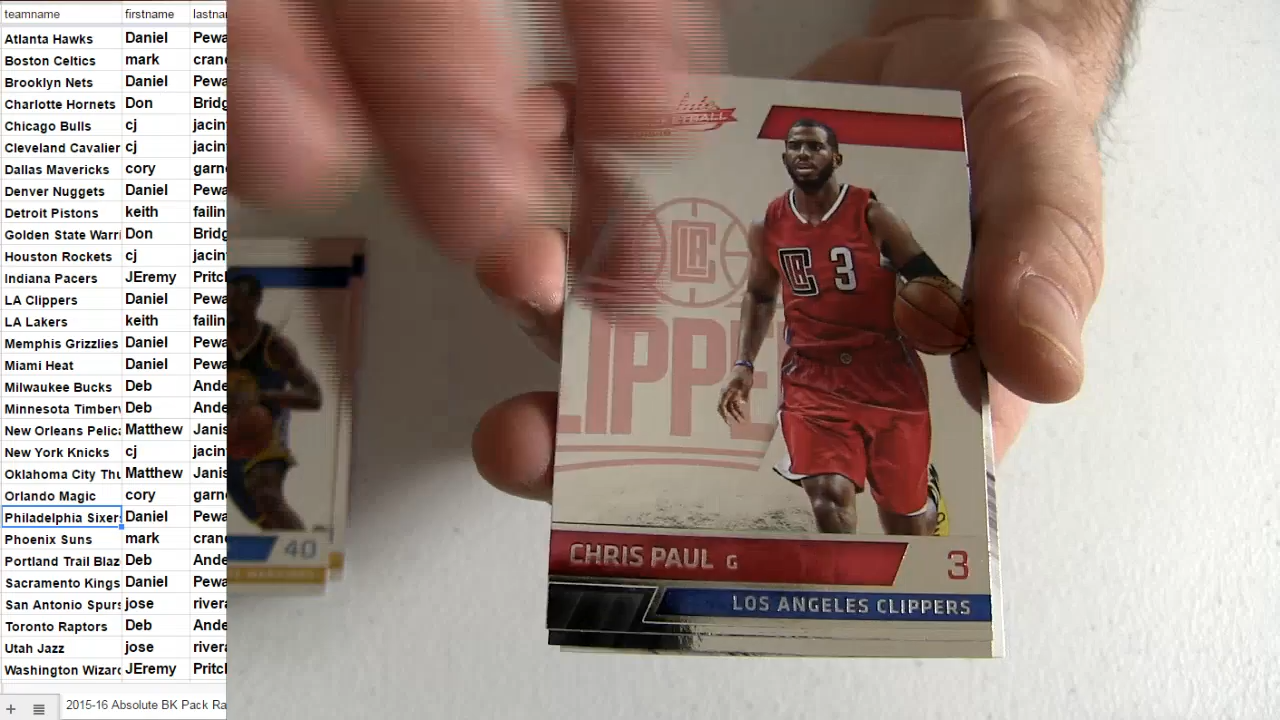 teamname firstname lastna
Atlanta Hawks Daniel Pewa
Boston Celtics mark cran
Brooklyn Nets Daniel Pewa
Charlotte Hornets Don Bridg
Chicago Bulls cj jacin
Cleveland Cavalier cj jacin
Dallas Mavericks cory garn
Denver Nuggets Daniel Pewa
Detroit Pistons keith failin
Golden State Warri Don Bridg
Houston Rockets cj jacin
Indiana Pacers JEremy Pritc
LA Clippers Daniel Pewa
LA Lakers keith failin
Memphis Grizzlies Daniel Pewa
Miami Heat Daniel Pewa
Milwaukee Bucks Deb Ande
Minnesota Timberv Deb Ande
New Orleans Pelica Matthew Janis
New York Knicks cj jacin
Oklahoma City Thu Matthew Janis
Orlando Magic cory garn
Philadelphia Sixers Daniel Pewa
Phoenix Suns mark cran
Portland Trail Blaz Deb Ande
Sacramento Kings Daniel Pewa
San Antonio Spurs jose rivera
Toronto Raptors Deb Ande
Utah Jazz jose rivera
Washington Wizard JEremy Pritch
2015-16 Absolute BK Pack Ra
LAC
LIPPE
LAC 3
CHRIS PAUL G 3
LOS ANGELES CLIPPERS
40